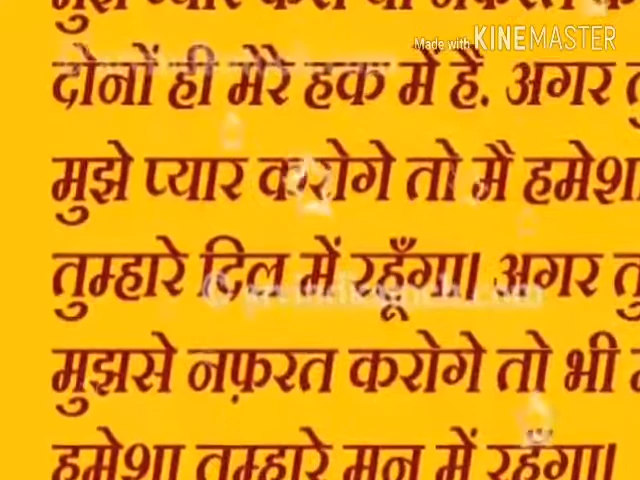 Made with KINEMASTER
दोनों ही मेरे हक में हैं. अगर
मुझे प्यार करोगे तो मै हमेशा
तुम्हारे दिल में रहूँगा। अगर
मुझसे नफ़रत करोगे तो भी
हमेशा तुम्हारे मन में रहूँगा।